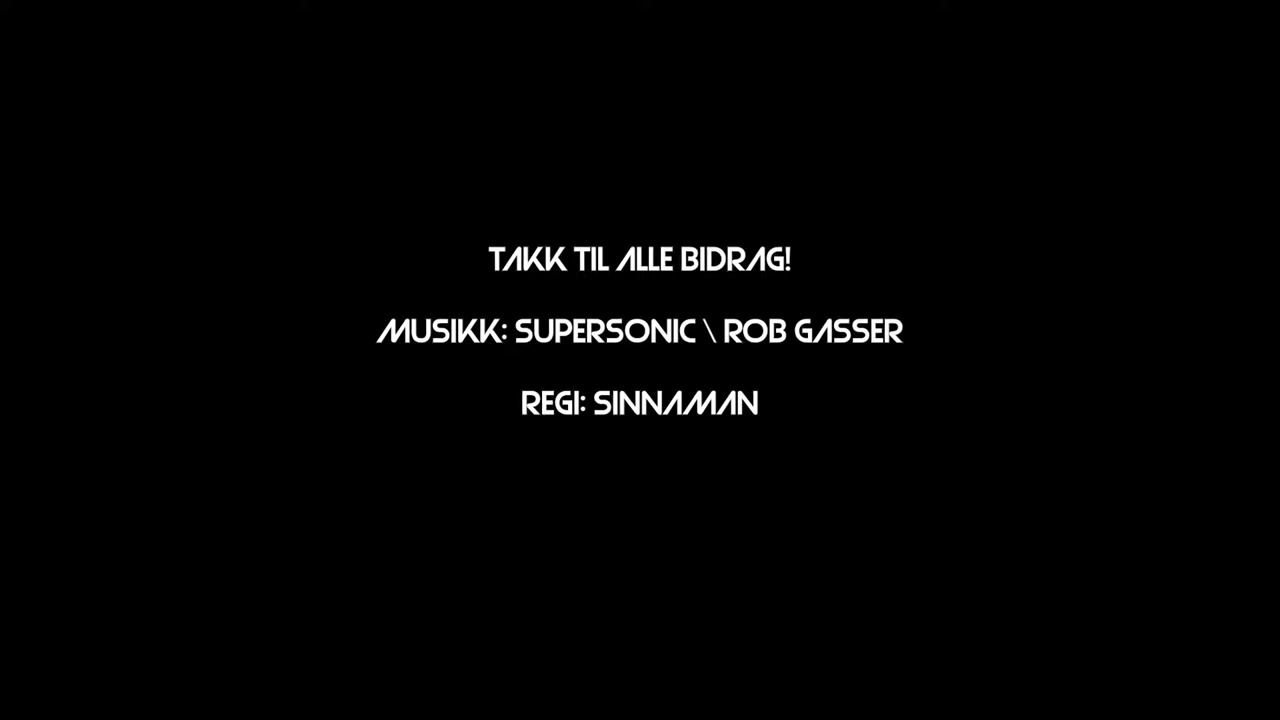 TAKK TIL ALLE BIDRAG!
MUSIKK: SUPERSONIC \ ROB GASSER
REGI: SINNAMAN